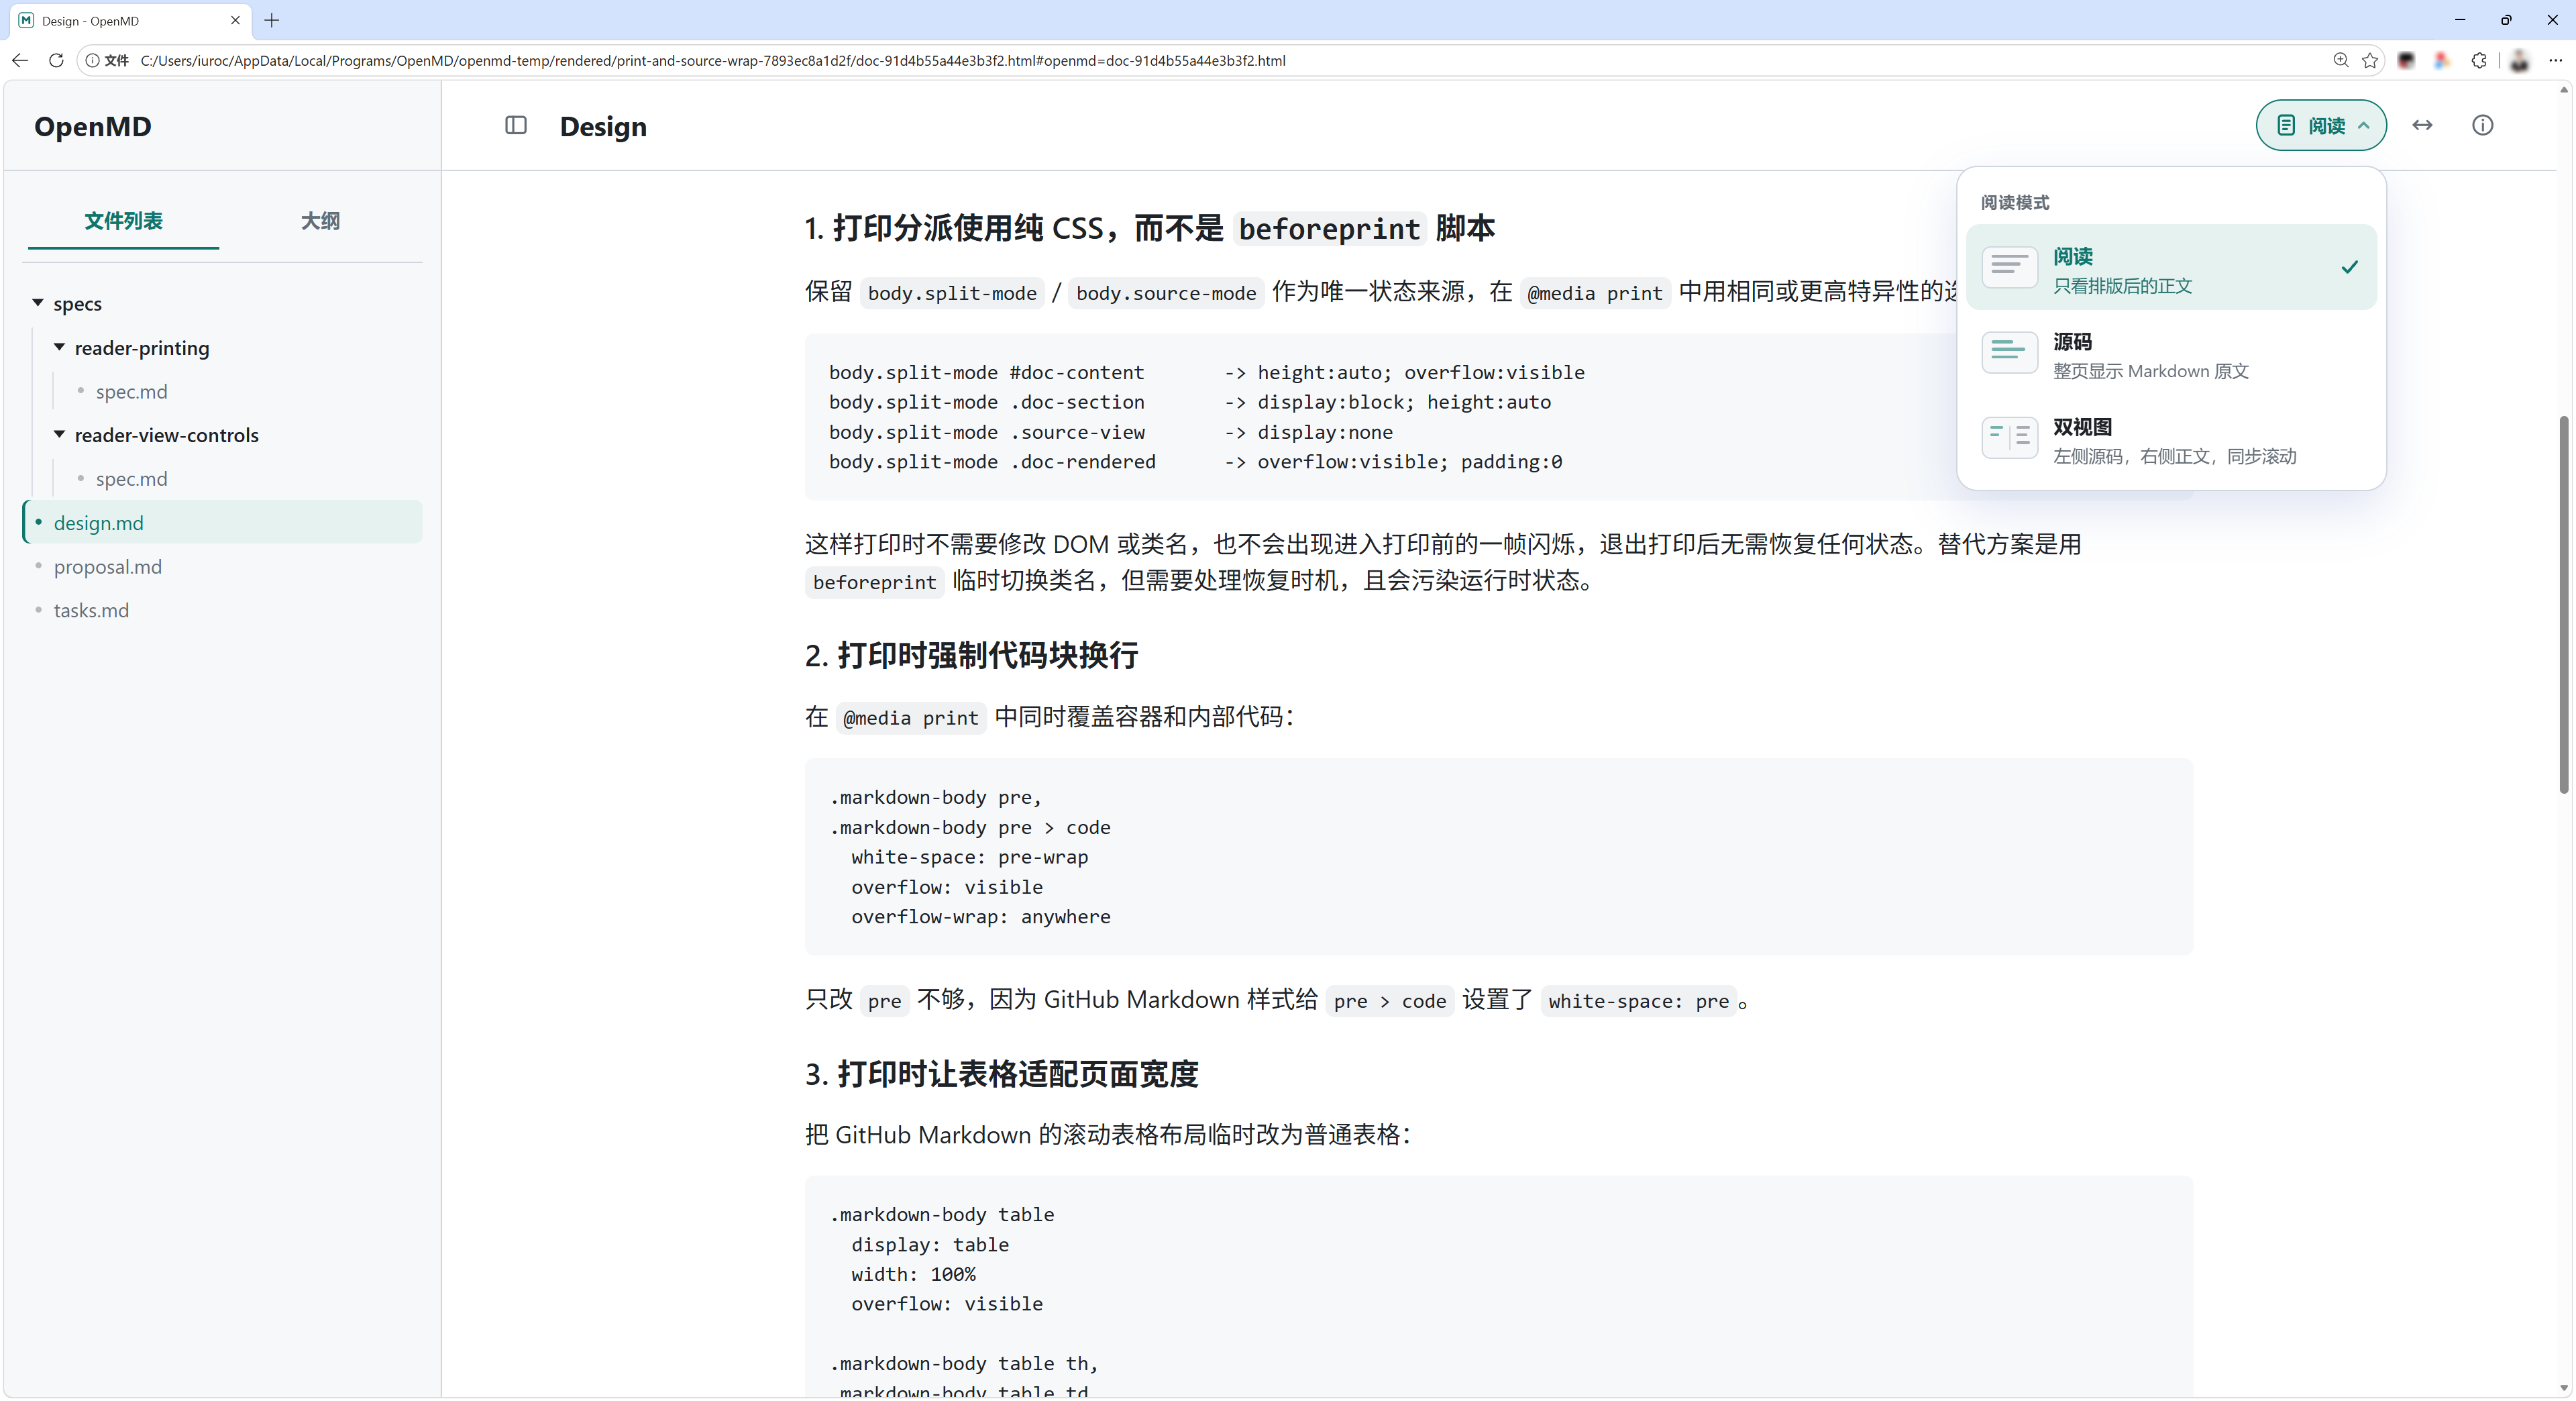 Design - OpenMD
文件 C:/Users/iuroc/AppData/Local/Programs/OpenMD/openmd-temp/rendered/print-and-source-wrap-7893ec8a1d2f/doc-91d4b55a44e3b3f2.html#openmd=doc-91d4b55a44e3b3f2.html
OpenMD
文件列表 大纲
specs
reader-printing
spec.md
reader-view-controls
spec.md
design.md
proposal.md
tasks.md
Design
阅读
阅读模式
阅读
只看排版后的正文
源码
整页显示 Markdown 原文
双视图
左侧源码，右侧正文，同步滚动
1. 打印分派使用纯 CSS，而不是 beforeprint 脚本
保留 body.split-mode / body.source-mode 作为唯一状态来源，在 @media print 中用相同或更高特异性的
body.split-mode #doc-content -> height:auto; overflow:visible
body.split-mode .doc-section -> display:block; height:auto
body.split-mode .source-view -> display:none
body.split-mode .doc-rendered -> overflow:visible; padding:0
这样打印时不需要修改 DOM 或类名，也不会出现进入打印前的一帧闪烁，退出打印后无需恢复任何状态。替代方案是用
beforeprint 临时切换类名，但需要处理恢复时机，且会污染运行时状态。
2. 打印时强制代码块换行
在 @media print 中同时覆盖容器和内部代码：
.markdown-body pre,
.markdown-body pre > code
white-space: pre-wrap
overflow: visible
overflow-wrap: anywhere
只改 pre 不够，因为 GitHub Markdown 样式给 pre > code 设置了 white-space: pre。
3. 打印时让表格适配页面宽度
把 GitHub Markdown 的滚动表格布局临时改为普通表格：
.markdown-body table
display: table
width: 100%
overflow: visible
.markdown-body table th,
.markdown-body table td